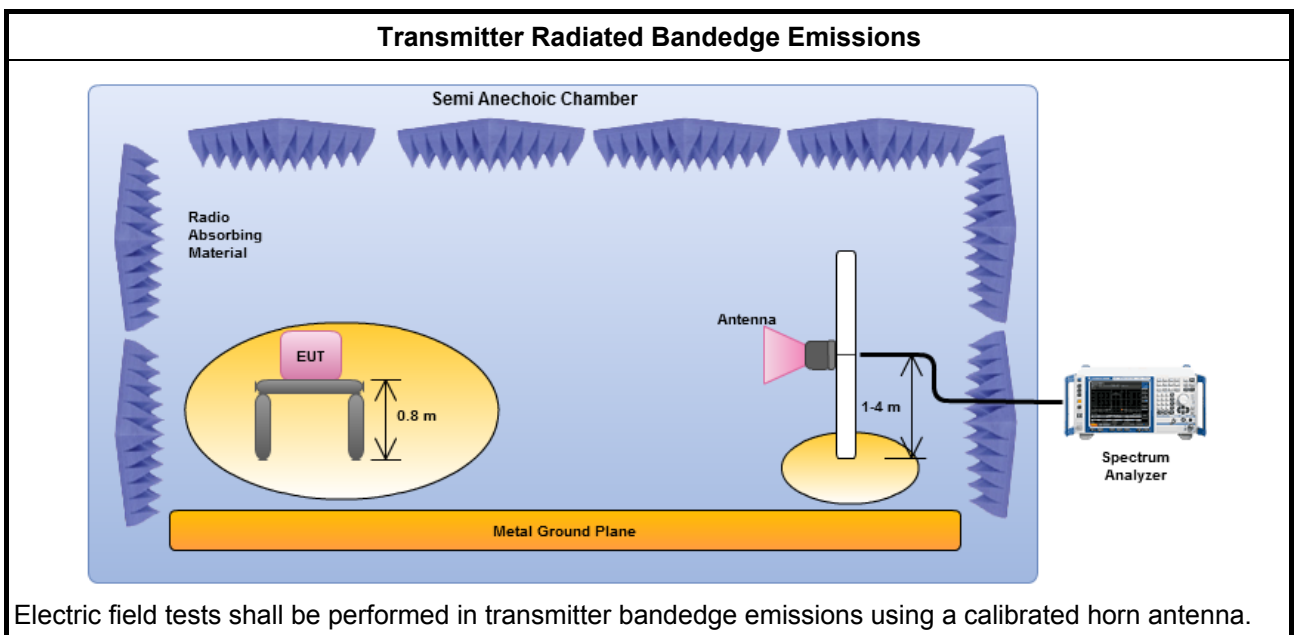 Transmitter Radiated Bandedge Emissions
Semi Anechoic Chamber
Radio
Absorbing
Material
Antenna
EUT
0.8 m
1-4 m
Spectrum
Analyzer
Metal Ground Plane
Electric field tests shall be performed in transmitter bandedge emissions using a calibrated horn antenna.